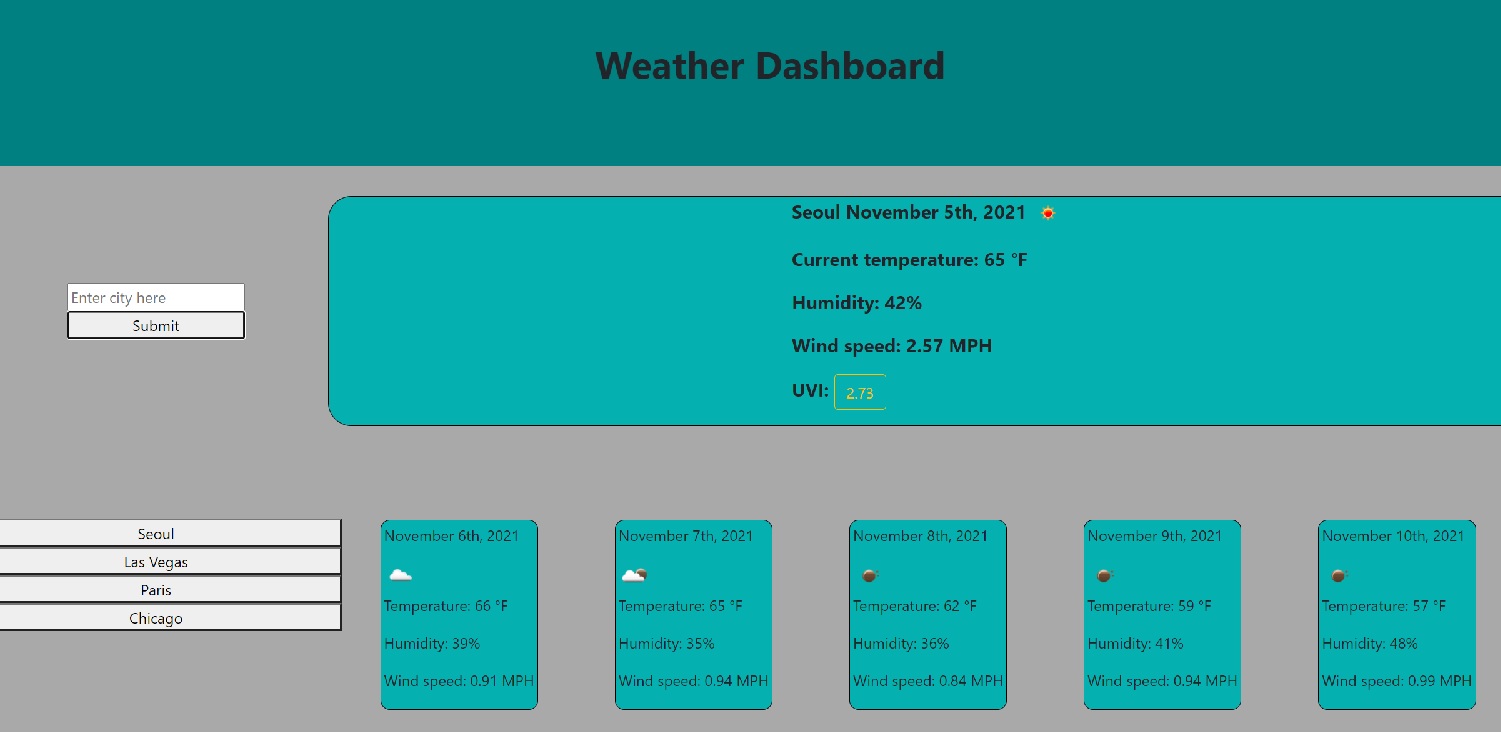 Weather Dashboard
Seoul November 5th, 2021
Current temperature: 65 °F
Humidity: 42%
Wind speed: 2.57 MPH
UVI: 2.73
Enter city here
Submit
Seoul
Las Vegas
Paris
Chicago
November 6th, 2021
Temperature: 66 °F
Humidity: 39%
Wind speed: 0.91 MPH
November 7th, 2021
Temperature: 65 °F
Humidity: 35%
Wind speed: 0.94 MPH
November 8th, 2021
Temperature: 62 °F
Humidity: 36%
Wind speed: 0.84 MPH
November 9th, 2021
Temperature: 59 °F
Humidity: 41%
Wind speed: 0.94 MPH
November 10th, 2021
Temperature: 57 °F
Humidity: 48%
Wind speed: 0.99 MPH